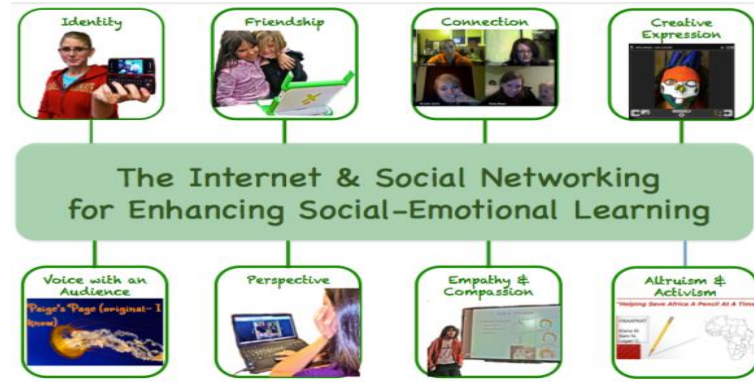 Identity
Friendship
Connection
Creative
Expression
The Internet & Social Networking
for Enhancing Social-Emotional Learning
Voice with an
Audience
"Paige's Page (original- I
know)
Perspective
Empathy &
Compassion
Altruism &
Activism
"Helping Save Africa A Pencil At A Time